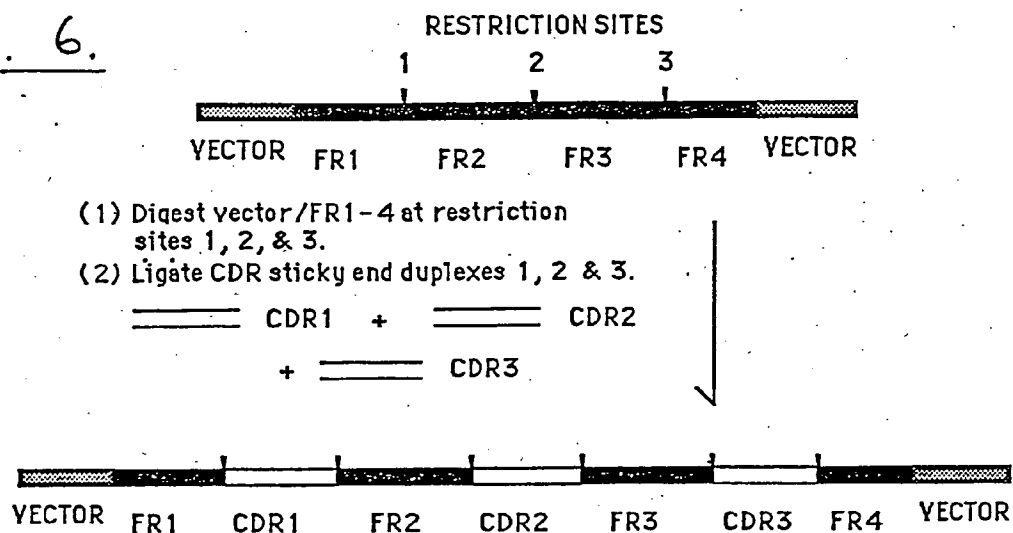 . 6.
RESTRICTION SITES
1 2 3
VECTOR FR1 FR2 FR3 FR4 VECTOR
(1) Digest vector/FR1-4 at restriction
sites 1, 2, & 3.
(2) Ligate CDR sticky end duplexes 1, 2 & 3.
CDR1 + CDR2
+ CDR3
VECTOR FR1 CDR1 FR2 CDR2 FR3 CDR3 FR4 VECTOR